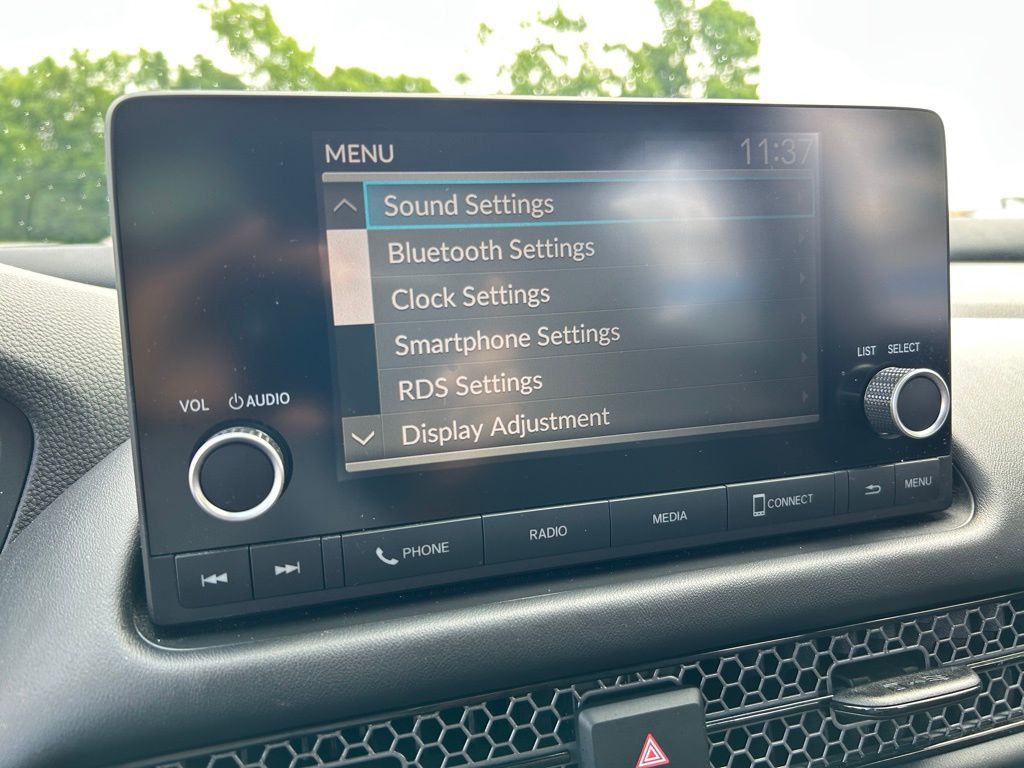 MENU 11:37
Sound Settings
Bluetooth Settings
Clock Settings
Smartphone Settings
RDS Settings
Display Adjustment
VOL AUDIO
LIST SELECT
PHONE
RADIO
MEDIA
CONNECT
MENU